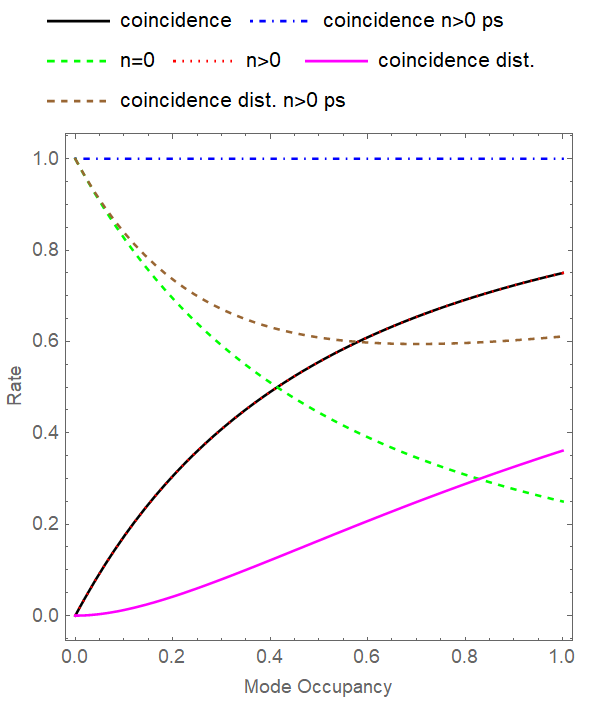 coincidence coincidence n>0 ps
n=0 n>0 coincidence dist.
coincidence dist. n>0 ps
1.0
0.8
0.6
0.4
0.2
0.0
Rate
0.0 0.2 0.4 0.6 0.8 1.0
Mode Occupancy